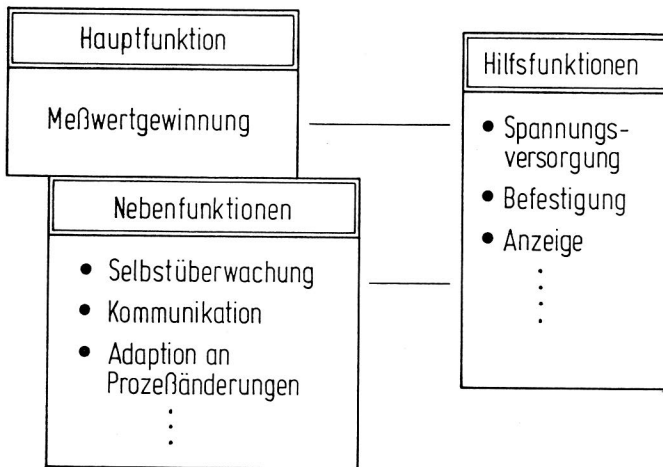 Hauptfunktion
Meßwertgewinnung
Nebenfunktionen
• Selbstüberwachung
• Kommunikation
• Adaption an
Prozeßänderungen
Hilfsfunktionen
• Spannungs-
versorgung
• Befestigung
• Anzeige